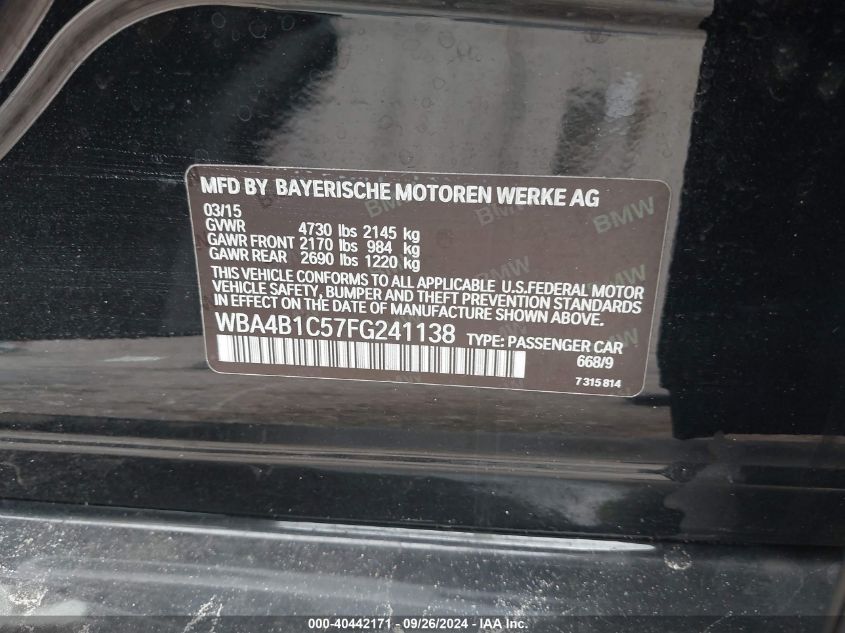 MFD BY BAYERISCHE MOTOREN WERKE AG
03/15
GVWR 4730 lbs 2145 kg
GAWR FRONT 2170 lbs 984 kg
GAWR REAR 2690 lbs 1220 kg
THIS VEHICLE CONFORMS TO ALL APPLICABLE U.S.FEDERAL MOTOR
VEHICLE SAFETY, BUMPER AND THEFT PREVENTION STANDARDS
IN EFFECT ON THE DATE OF MANUFACTURE SHOWN ABOVE.
WBA4B1C57FG241138 TYPE: PASSENGER CAR
668/9
7 315 814
BMW
BMW
000-40442171 - 09/26/2024 - IAA Inc.